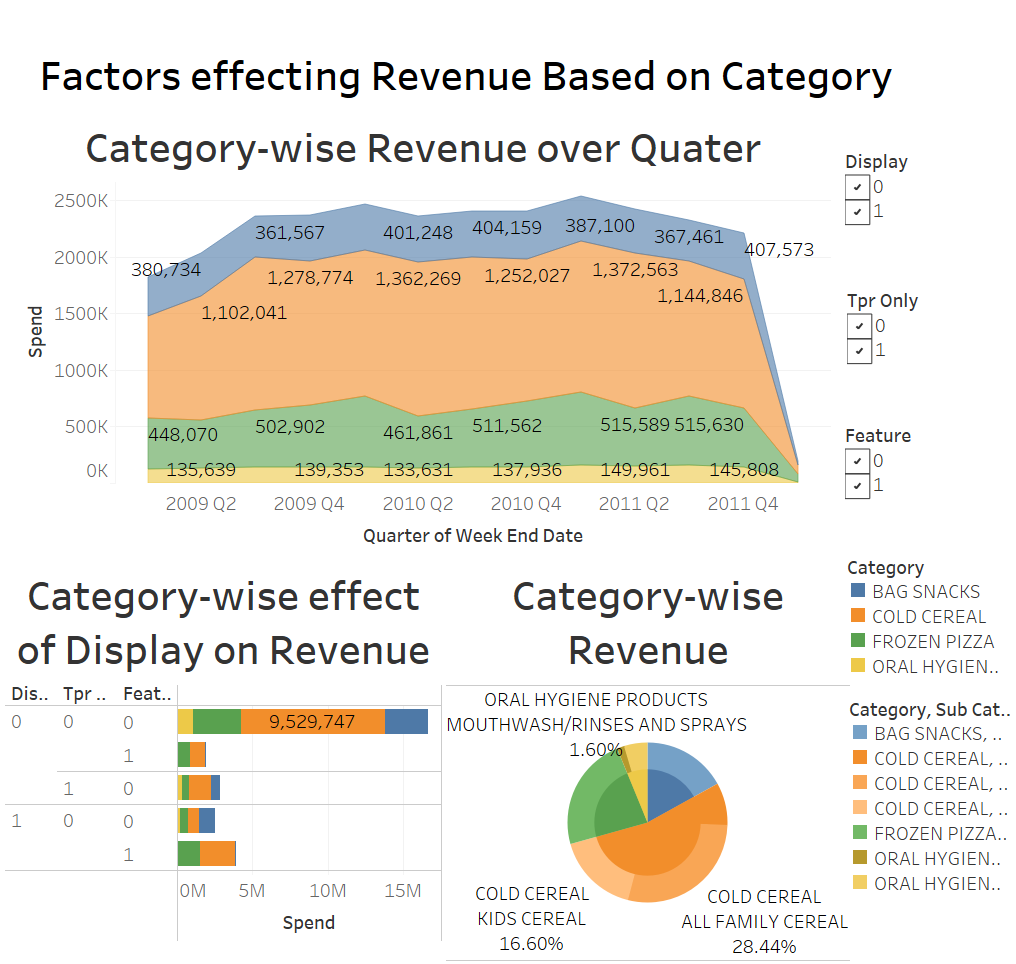 Factors effecting Revenue Based on Category
Category-wise Revenue over Quater
Display
0
1
Tpr Only
0
1
Feature
0
1
Spend
2500K
2000K
1500K
1000K
500K
0K
380,734
361,567
401,248
404,159
387,100
367,461
407,573
1,102,041
1,278,774
1,362,269
1,252,027
1,372,563
1,144,846
448,070
502,902
461,861
511,562
515,589
515,630
135,639
139,353
133,631
137,936
149,961
145,808
2009 Q2
2009 Q4
2010 Q2
2010 Q4
2011 Q2
2011 Q4
Quarter of Week End Date
Category
BAG SNACKS
COLD CEREAL
FROZEN PIZZA
ORAL HYGIEN..
Category, Sub Cat..
BAG SNACKS, ..
COLD CEREAL, ..
COLD CEREAL, ..
COLD CEREAL, ..
FROZEN PIZZA..
ORAL HYGIEN..
ORAL HYGIEN..
Category-wise effect
of Display on Revenue
Dis.. Tpr .. Feat..
0 0 0
9,529,747
1
1 0
1 0 0
1
0M 5M 10M 15M
Spend
Category-wise
Revenue
ORAL HYGIENE PRODUCTS
MOUTHWASH/RINSES AND SPRAYS
1.60%
COLD CEREAL
KIDS CEREAL
16.60%
COLD CEREAL
ALL FAMILY CEREAL
28.44%